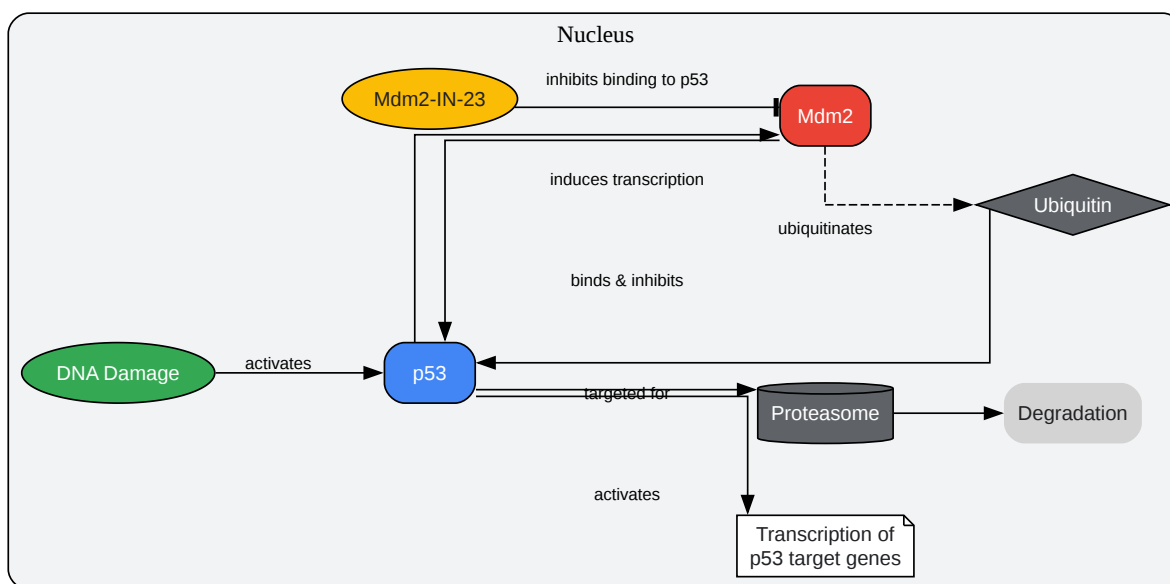 Nucleus
inhibits binding to p53
Mdm2-IN-23
Mdm2
induces transcription
Ubiquitin
ubiquitinates
binds & inhibits
DNA Damage
activates
p53
targeted for
Proteasome
Degradation
activates
Transcription of
p53 target genes